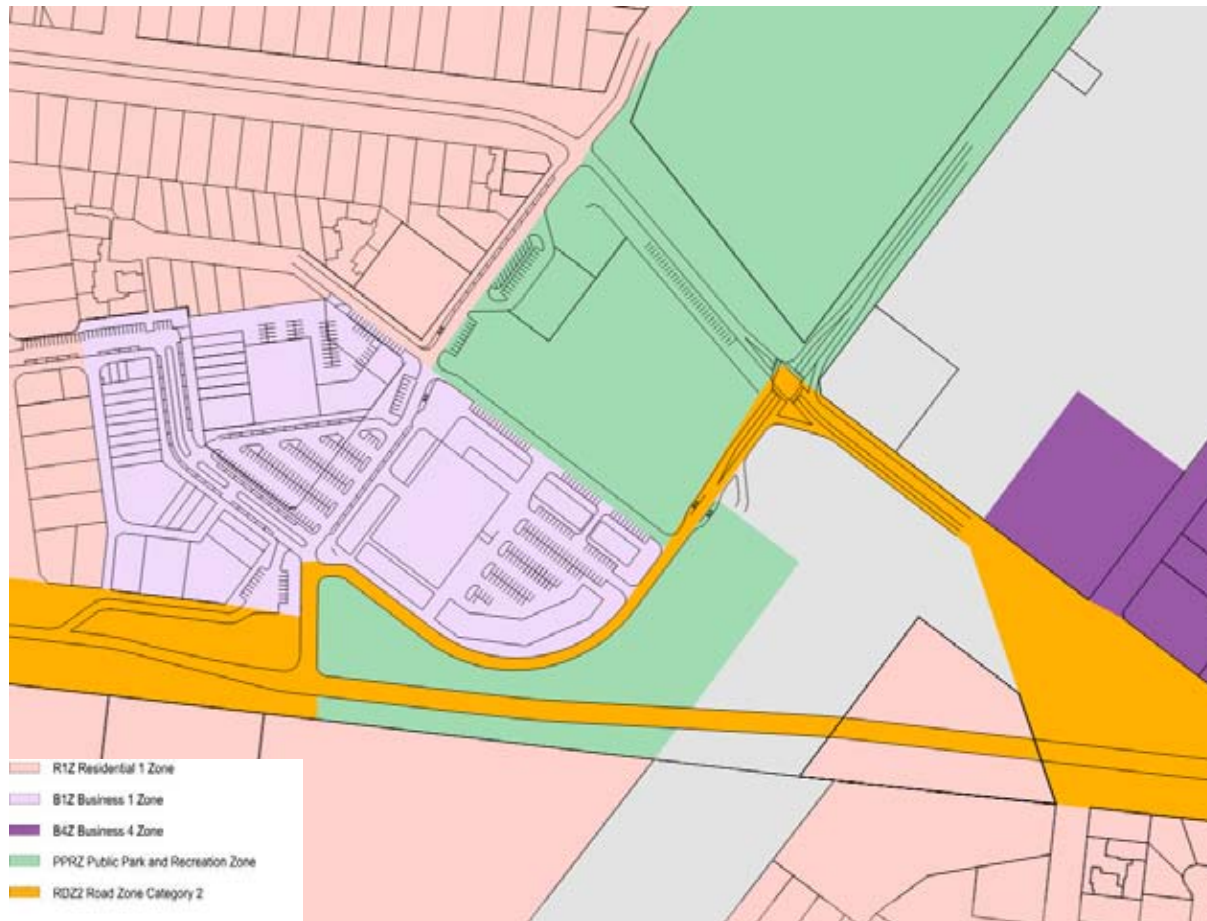 R1Z Residential 1 Zone
B1Z Business 1 Zone
B4Z Business 4 Zone
PPRZ Public Park and Recreation Zone
RDZ2 Road Zone Category 2